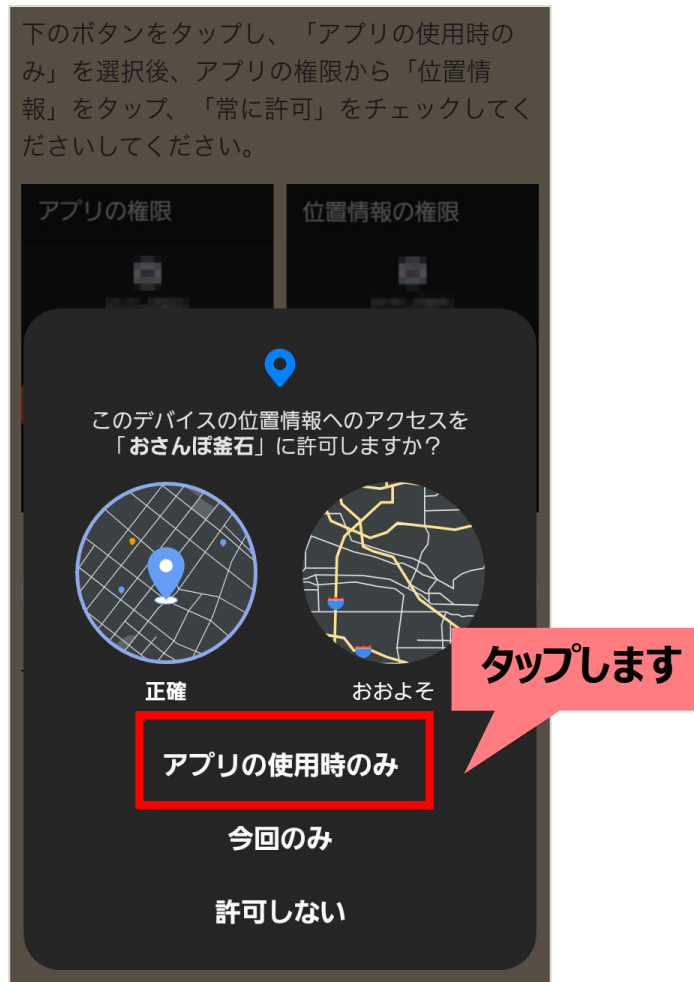 下のボタンをタップし、「アプリの使用時の
み」を選択後、アプリの権限から「位置情
報」をタップ、「常に許可」をチェックしてく
ださいしてください。
アプリの権限
位置情報の権限
このデバイスの位置情報へのアクセスを
「おさんぽ釜石」に許可しますか？
正確
おおよそ
タップします
アプリの使用時のみ
今回のみ
許可しない